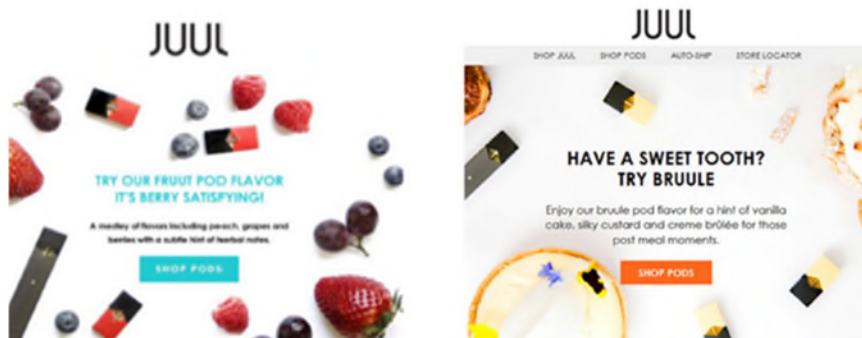 JUUL
TRY OUR FRUUT POD FLAVOR
IT'S BERRY SATISFYING!
A medley of flavors including peach, grapes and
berries with a subtle hint of herbal notes.
SHOP PODS
JUUL
SHOP JUUL SHOP PODS AUTO-SHIP STORE LOCATOR
HAVE A SWEET TOOTH?
TRY BRUULE
Enjoy our bruule pod flavor for a hint of vanilla
cake, silky custard and creme brûlée for those
post meal moments.
SHOP PODS